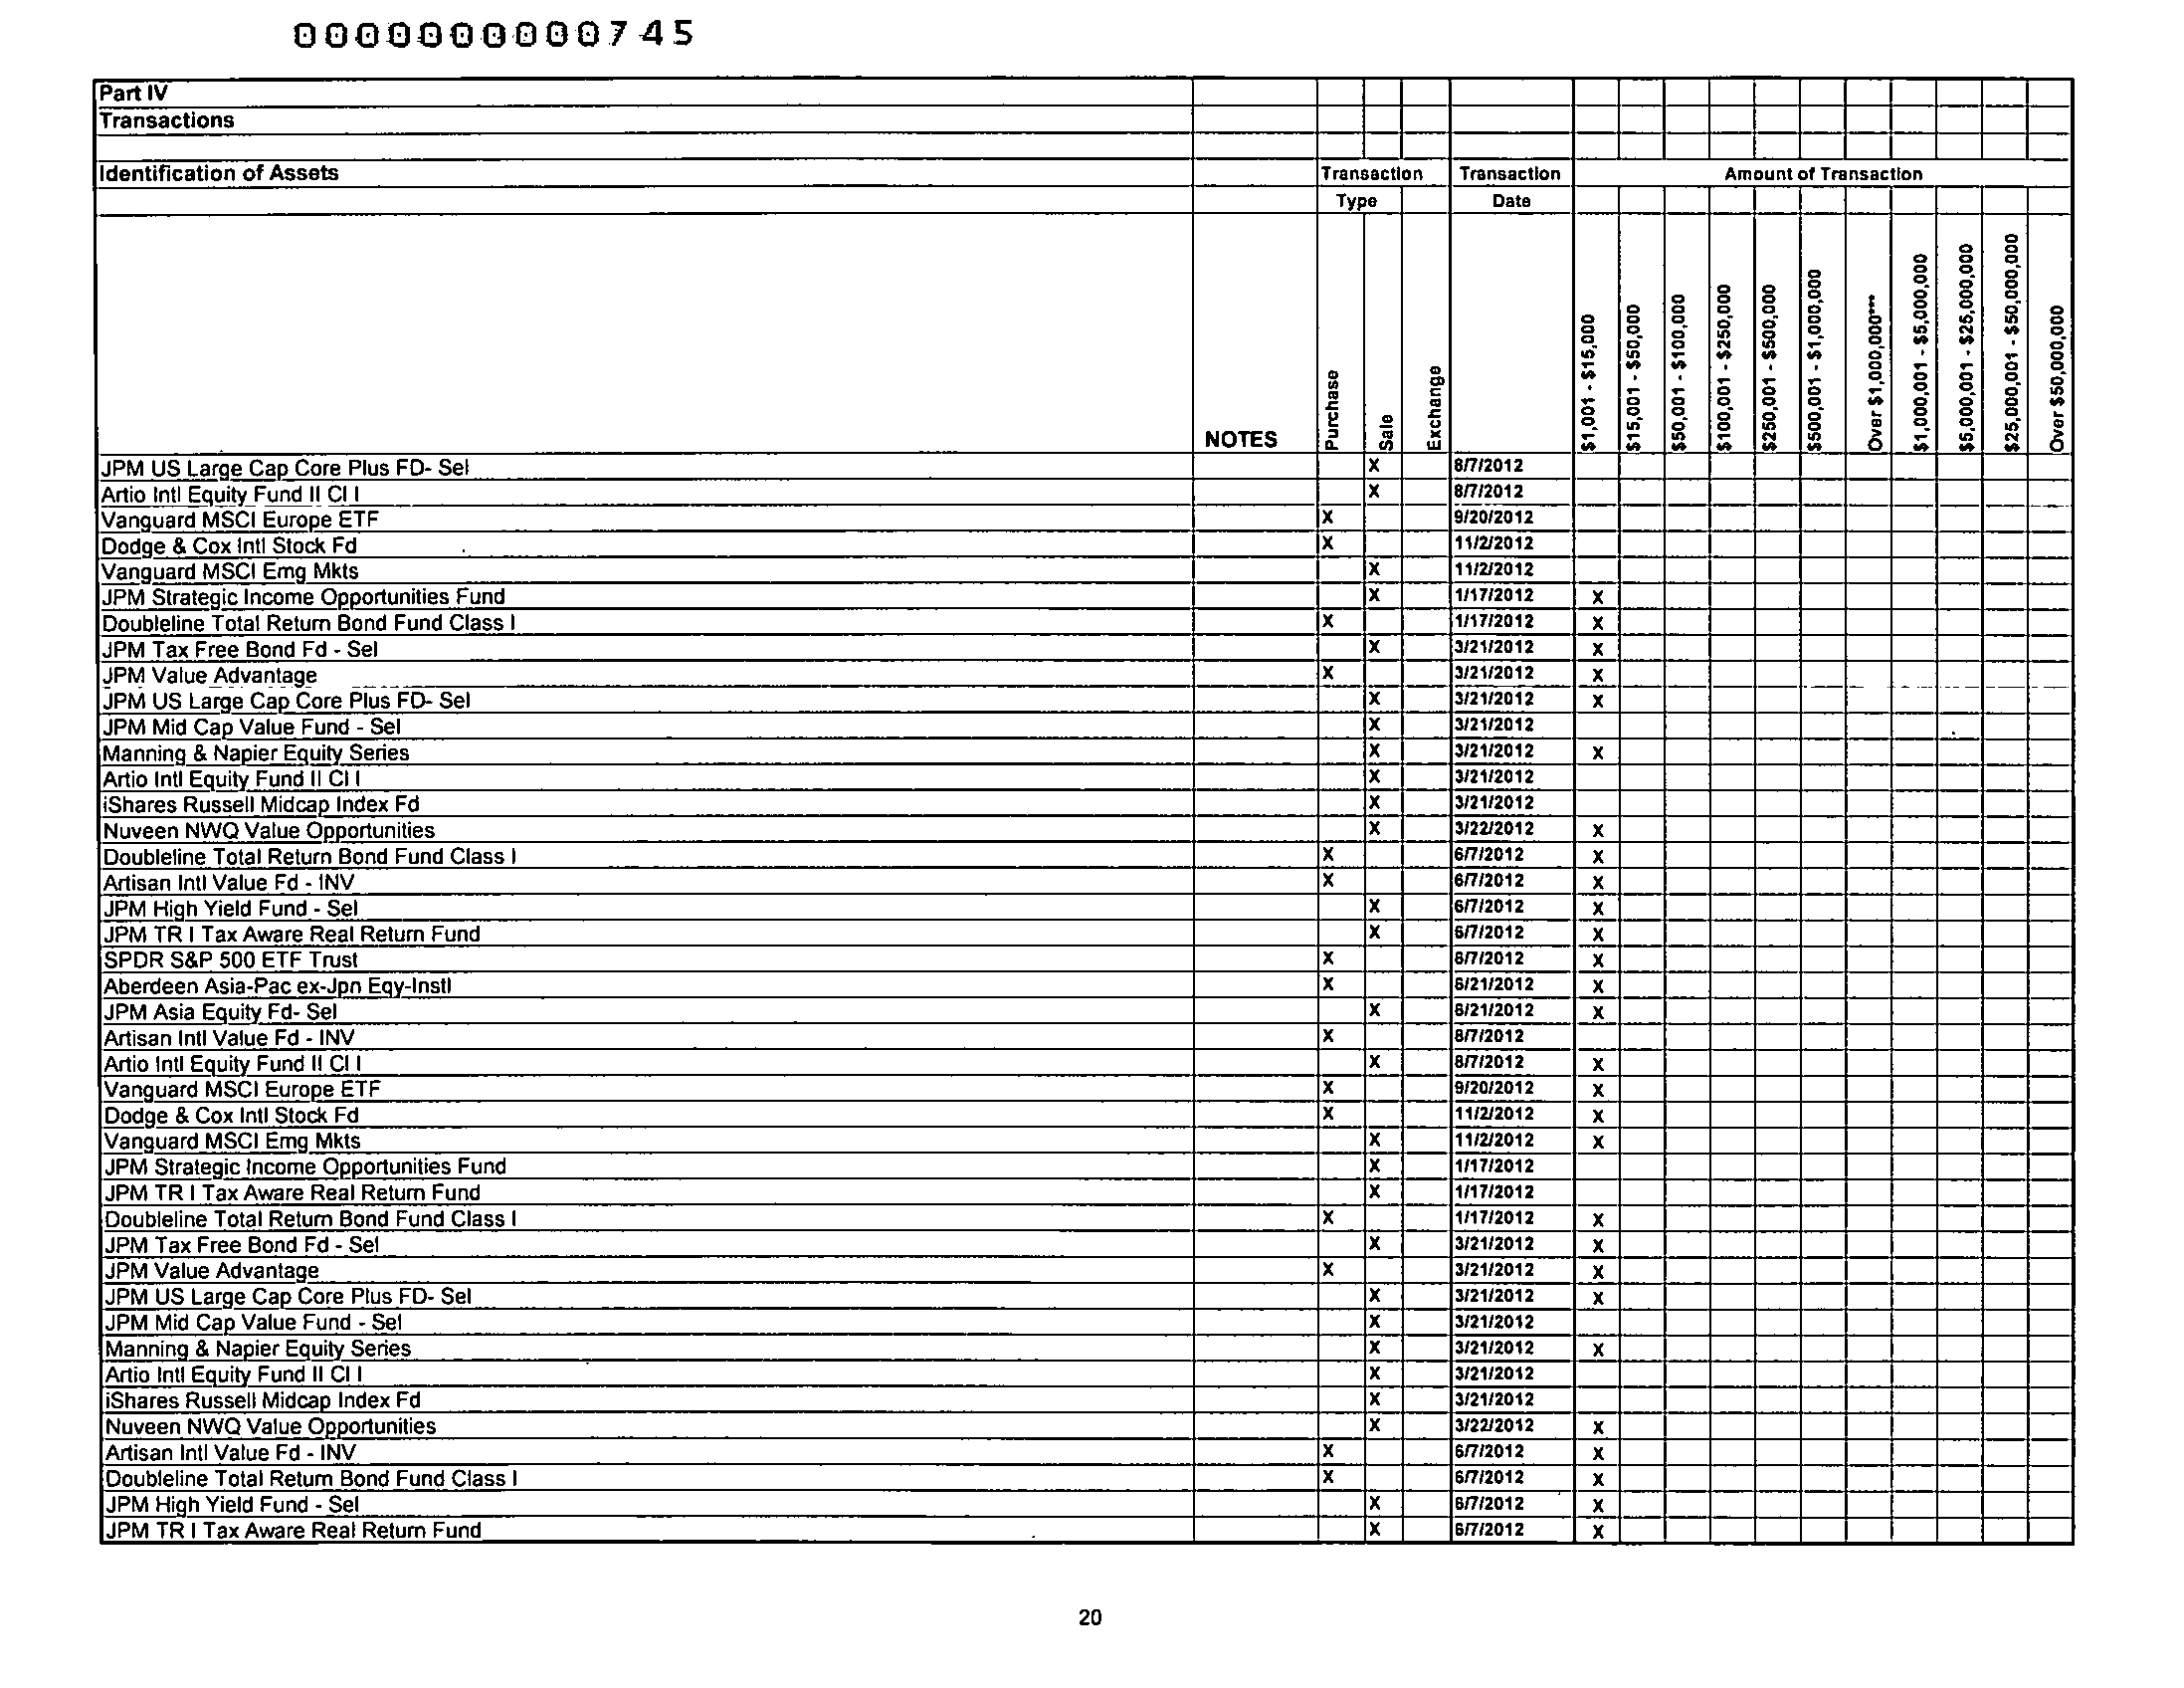 0000000000745
Part IV
Transactions
Identification of Assets Transaction Transaction Amount of Transaction
Type Date
NOTES Purchase Sale Exchange $1,001 - $15,000 $15,001 - $50,000 $50,001 - $100,000 $100,001 - $250,000 $250,001 - $500,000 $500,001 - $1,000,000 Over $1,000,000*** $1,000,001 - $5,000,000 $5,000,001 - $25,000,000 $25,000,001 - $50,000,000 Over $50,000,000
JPM US Large Cap Core Plus FD- Sel X 8/7/2012
Artio Intl Equity Fund II Cl I X 8/7/2012
Vanguard MSCI Europe ETF X 9/20/2012
Dodge & Cox Intl Stock Fd X 11/2/2012
Vanguard MSCI Emg Mkts X 11/2/2012
JPM Strategic Income Opportunities Fund X 1/17/2012 X
Doubleline Total Return Bond Fund Class I X 1/17/2012 X
JPM Tax Free Bond Fd - Sel X 3/21/2012 X
JPM Value Advantage X 3/21/2012 X
JPM US Large Cap Core Plus FD- Sel X 3/21/2012 X
JPM Mid Cap Value Fund - Sel X 3/21/2012
Manning & Napier Equity Series X 3/21/2012 X
Artio Intl Equity Fund II Cl I X 3/21/2012
iShares Russell Midcap Index Fd X 3/21/2012
Nuveen NWQ Value Opportunities X 3/22/2012 X
Doubleline Total Return Bond Fund Class I X 6/7/2012 X
Artisan Intl Value Fd - INV X 6/7/2012 X
JPM High Yield Fund - Sel X 6/7/2012 X
JPM TR I Tax Aware Real Return Fund X 6/7/2012 X
SPDR S&P 500 ETF Trust X 8/7/2012 X
Aberdeen Asia-Pac ex-Jpn Eqy-Instl X 8/21/2012 X
JPM Asia Equity Fd- Sel X 8/21/2012 X
Artisan Intl Value Fd - INV X 8/7/2012
Artio Intl Equity Fund II Cl I X 8/7/2012 X
Vanguard MSCI Europe ETF X 9/20/2012 X
Dodge & Cox Intl Stock Fd X 11/2/2012 X
Vanguard MSCI Emg Mkts X 11/2/2012 X
JPM Strategic Income Opportunities Fund X 1/17/2012
JPM TR I Tax Aware Real Return Fund X 1/17/2012
Doubleline Total Return Bond Fund Class I X 1/17/2012 X
JPM Tax Free Bond Fd - Sel X 3/21/2012 X
JPM Value Advantage X 3/21/2012 X
JPM US Large Cap Core Plus FD- Sel X 3/21/2012 X
JPM Mid Cap Value Fund - Sel X 3/21/2012
Manning & Napier Equity Series X 3/21/2012 X
Artio Intl Equity Fund II Cl I X 3/21/2012
iShares Russell Midcap Index Fd X 3/21/2012
Nuveen NWQ Value Opportunities X 3/22/2012 X
Artisan Intl Value Fd - INV X 6/7/2012 X
Doubleline Total Return Bond Fund Class I X 6/7/2012 X
JPM High Yield Fund - Sel X 6/7/2012 X
JPM TR I Tax Aware Real Return Fund X 6/7/2012 X
20